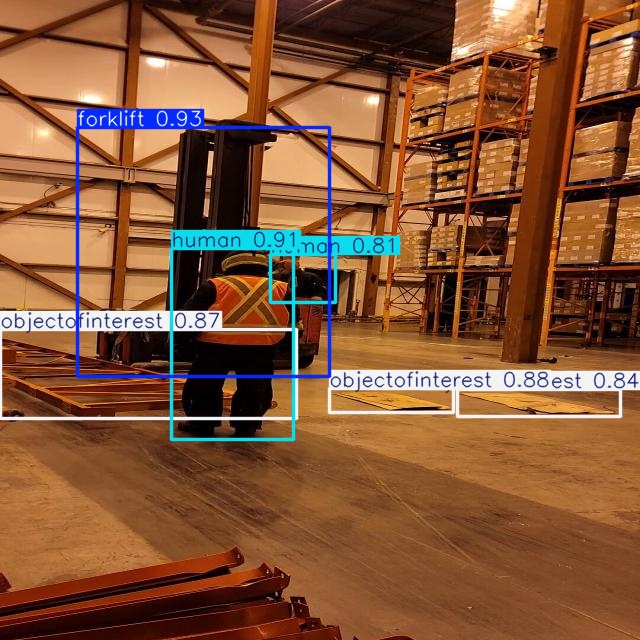 forklift 0.93
human 0.91
man 0.81
objectofinterest 0.87
objectofinterest 0.88
est 0.84